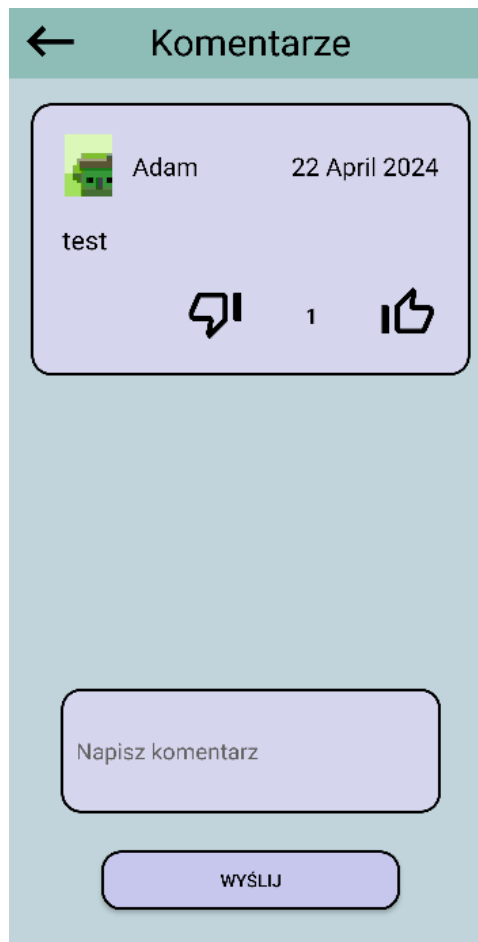 Komentarze
Adam 22 April 2024
test
1
Napisz komentarz
WYŚLIJ